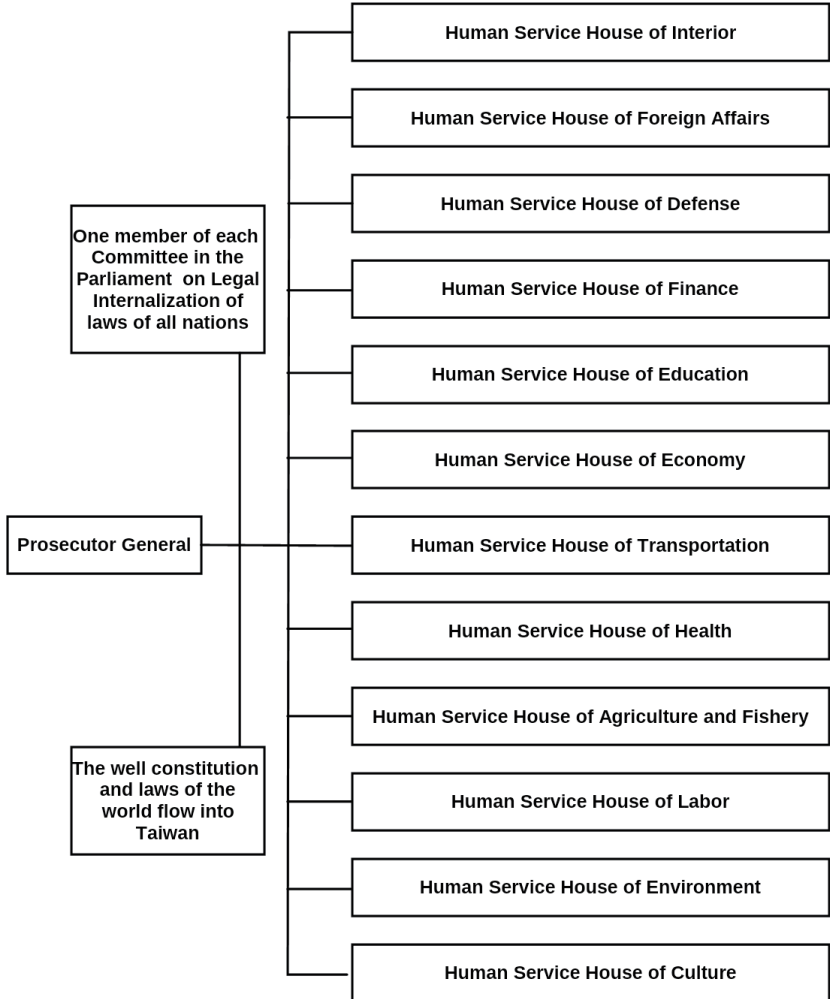 Human Service House of Interior
Human Service House of Foreign Affairs
Human Service House of Defense
One member of each
Committee in the
Parliament  on Legal
Internalization of
laws of all nations
Human Service House of Finance
Human Service House of Education
Human Service House of Economy
Prosecutor General
Human Service House of Transportation
Human Service House of Health
Human Service House of Agriculture and Fishery
The well constitution
and laws of the
world flow into
Taiwan
Human Service House of Labor
Human Service House of Environment
Human Service House of Culture